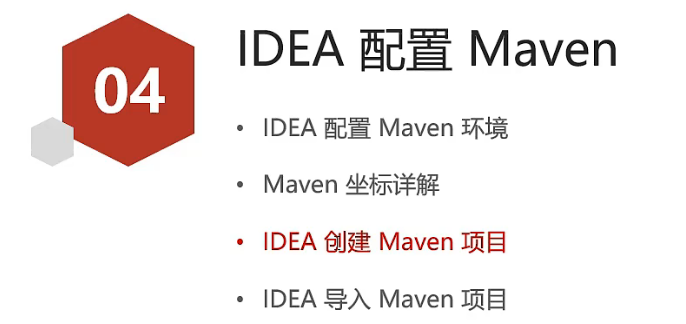 04
IDEA 配置 Maven
• IDEA 配置 Maven 环境
• Maven 坐标详解
• IDEA 创建 Maven 项目
• IDEA 导入 Maven 项目